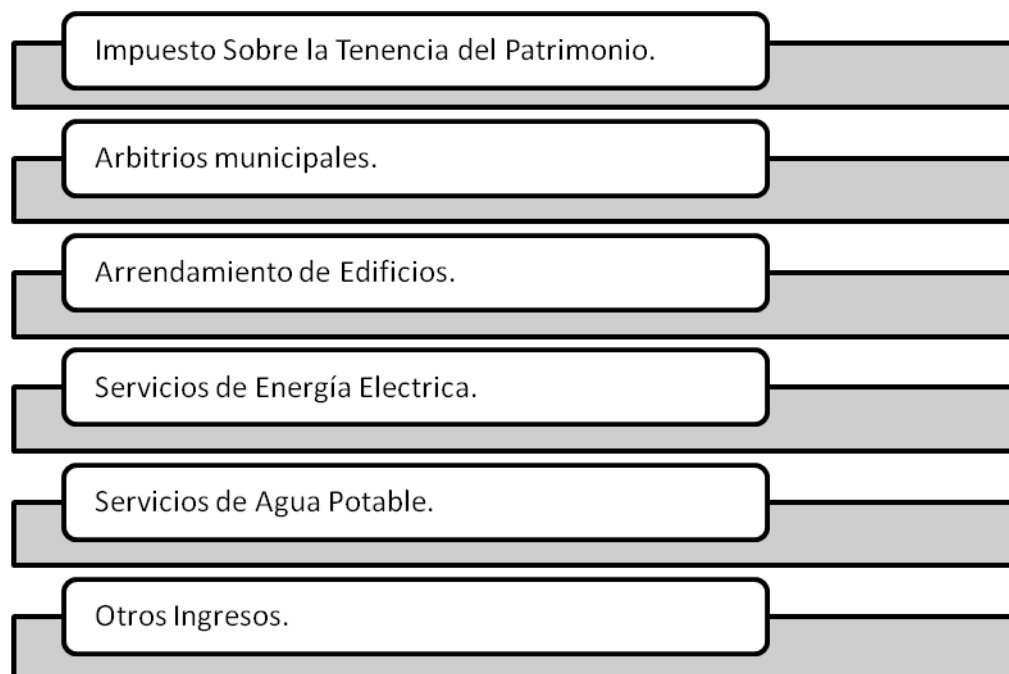 Impuesto Sobre la Tenencia del Patrimonio.
Arbitrios municipales.
Arrendamiento de Edificios.
Servicios de Energía Electrica.
Servicios de Agua Potable.
Otros Ingresos.